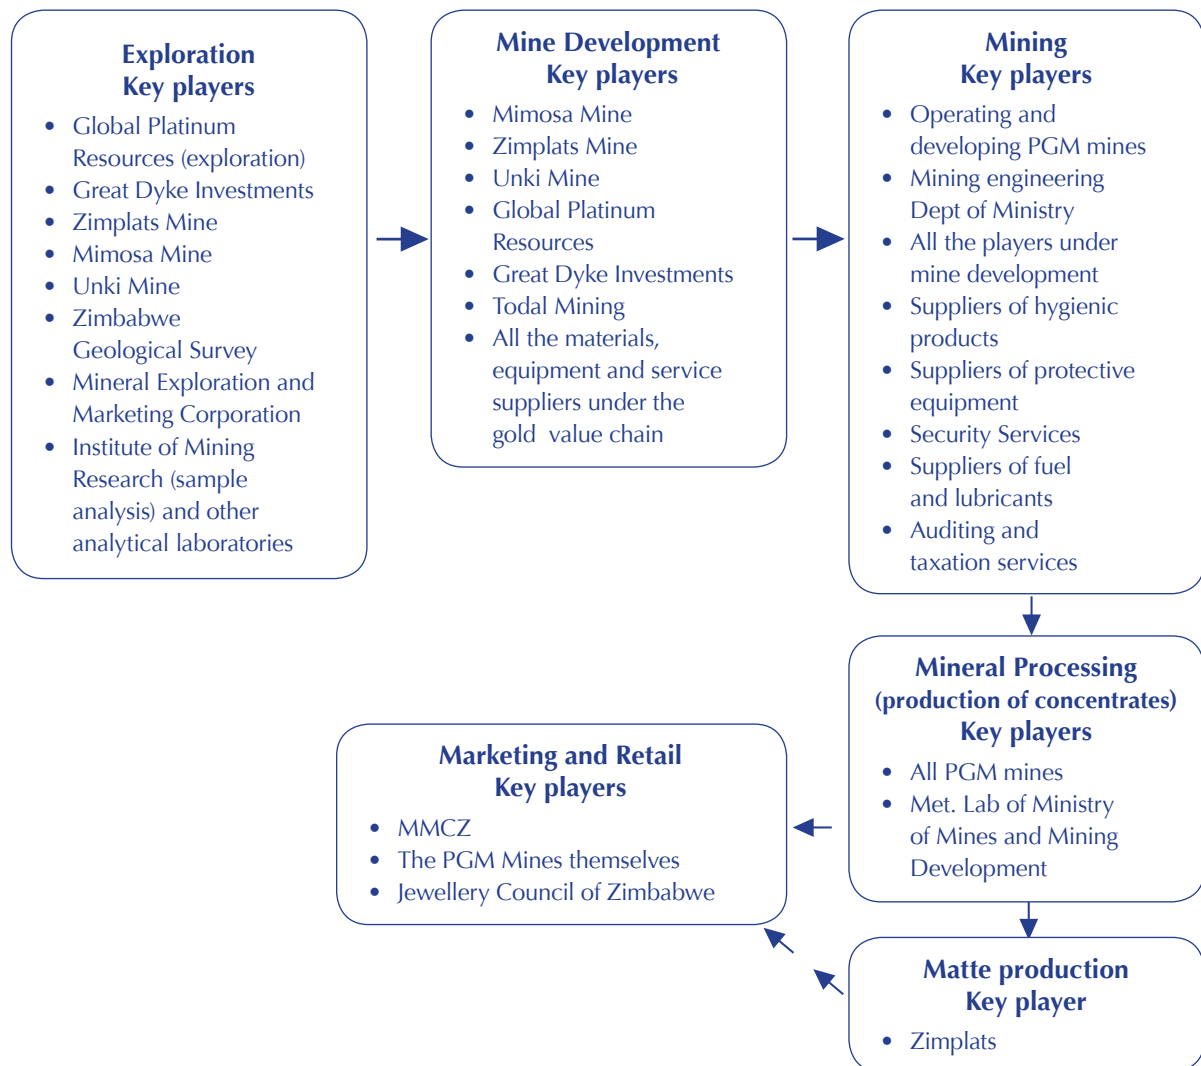 Exploration
Key players
• Global Platinum
Resources (exploration)
• Great Dyke Investments
• Zimplats Mine
• Mimosa Mine
• Unki Mine
• Zimbabwe
Geological Survey
• Mineral Exploration and
Marketing Corporation
• Institute of Mining
Research (sample
analysis) and other
analytical laboratories
Mine Development
Key players
• Mimosa Mine
• Zimplats Mine
• Unki Mine
• Global Platinum
Resources
• Great Dyke Investments
• Todal Mining
• All the materials,
equipment and service
suppliers under the
gold value chain
Mining
Key players
• Operating and
developing PGM mines
• Mining engineering
Dept of Ministry
• All the players under
mine development
• Suppliers of hygienic
products
• Suppliers of protective
equipment
• Security Services
• Suppliers of fuel
and lubricants
• Auditing and
taxation services
Mineral Processing
(production of concentrates)
Key players
• All PGM mines
• Met. Lab of Ministry
of Mines and Mining
Development
Marketing and Retail
Key players
• MMCZ
• The PGM Mines themselves
• Jewellery Council of Zimbabwe
Matte production
Key player
• Zimplats